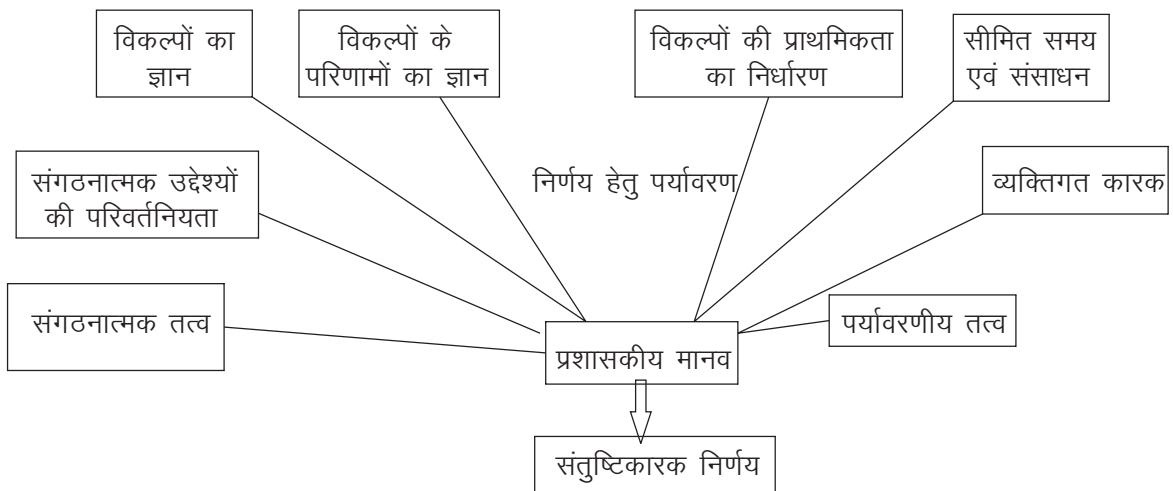 विकल्पों का
ज्ञान
विकल्पों के
परिणामों का ज्ञान
विकल्पों की प्राथमिकता
का निर्धारण
सीमित समय
एवं संसाधन
संगठनात्मक उद्देश्यों
की परिवर्तनियता
निर्णय हेतु पर्यावरण
व्यक्तिगत कारक
संगठनात्मक तत्व
पर्यावरणीय तत्व
प्रशासकीय मानव
संतुष्टिकारक निर्णय